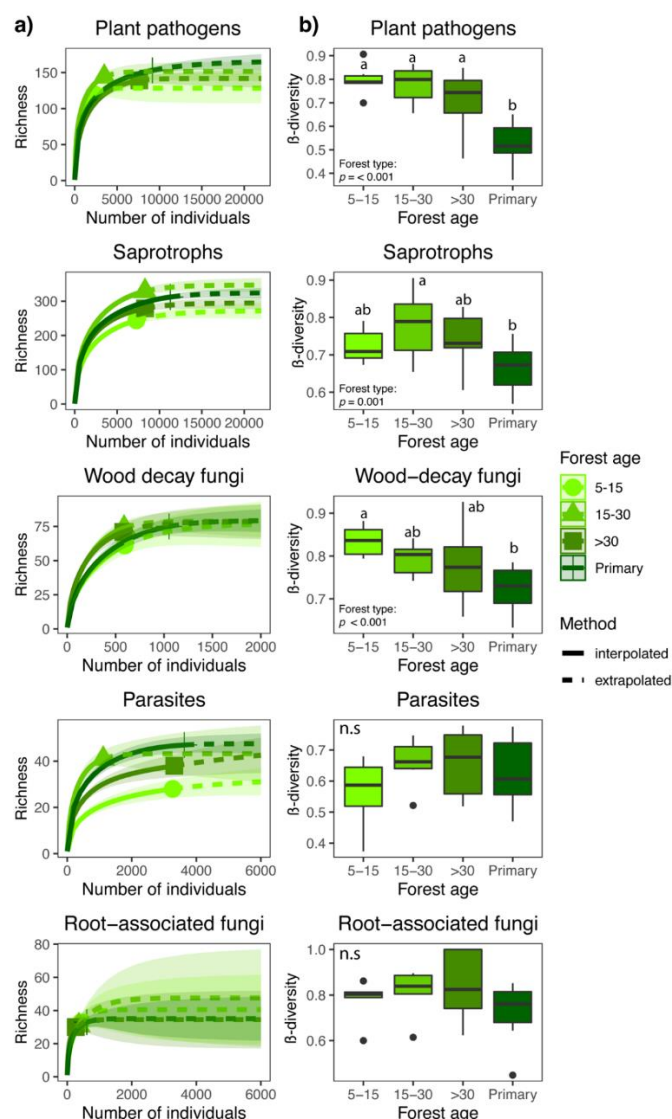 a)
b)
Plant pathogens
Richness
150
100
50
0
0 5000 10000 15000 20000
Number of individuals
Plant pathogens
ß-diversity
0.9
0.8
0.7
0.6
0.5
0.4
a a a b
Forest type:
p = < 0.001
5−15 15−30 >30 Primary
Forest age
Saprotrophs
Richness
300
200
100
0
0 5000 10000 15000 20000
Number of individuals
Saprotrophs
ß-diversity
0.9
0.8
0.7
0.6
ab a ab b
Forest type:
p = 0.001
5−15 15−30 >30 Primary
Forest age
Wood decay fungi
Richness
75
50
25
0
0 500 1000 1500 2000
Number of individuals
Wood−decay fungi
ß-diversity
0.9
0.8
0.7
a ab ab b
Forest type:
p < 0.001
5−15 15−30 >30 Primary
Forest age
Forest age
5-15
15-30
>30
Primary
Method
interpolated
extrapolated
Parasites
Richness
40
20
0
0 2000 4000 6000
Number of individuals
Parasites
ß-diversity
0.7
0.6
0.5
0.4
n.s
5−15 15−30 >30 Primary
Forest age
Root−associated fungi
Richness
80
60
40
20
0
0 2000 4000 6000
Number of individuals
Root−associated fungi
ß-diversity
1.0
0.8
0.6
n.s
5−15 15−30 >30 Primary
Forest age